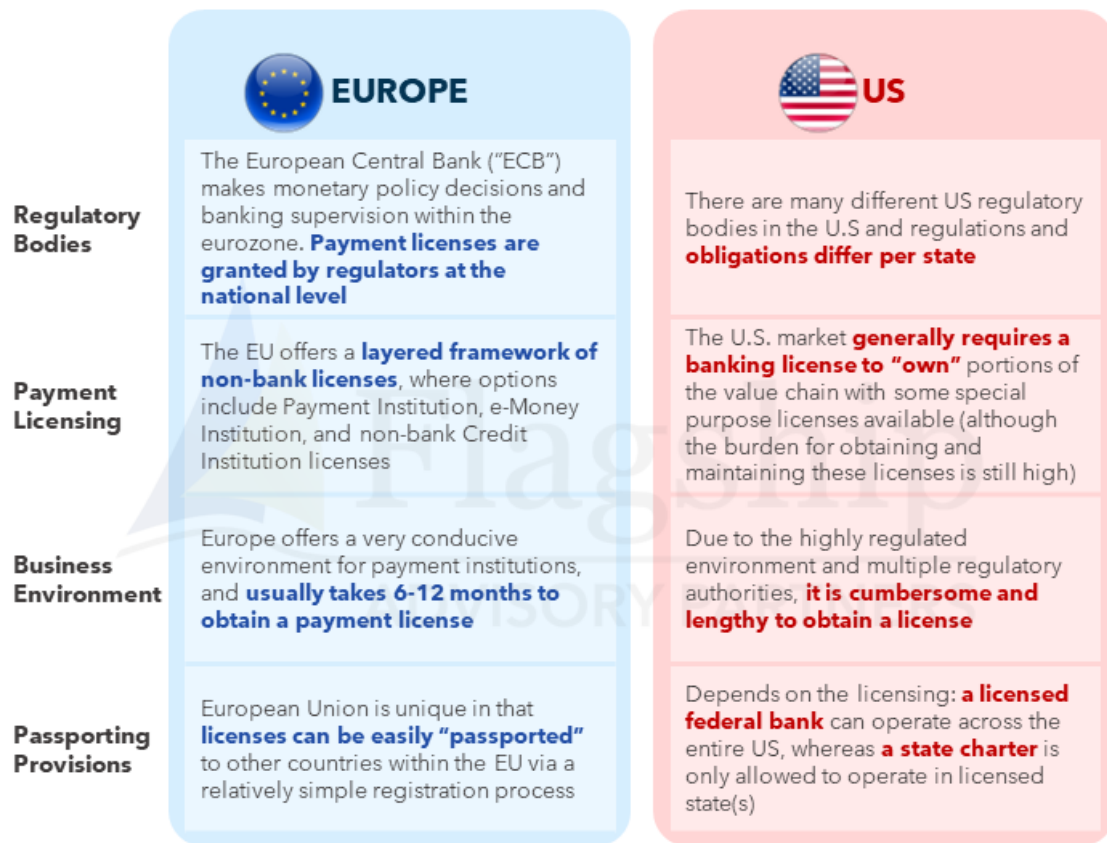 EUROPE
US
Regulatory
Bodies
The European Central Bank (“ECB”)
makes monetary policy decisions and
banking supervision within the
eurozone. Payment licenses are
granted by regulators at the
national level
There are many different US regulatory
bodies in the U.S and regulations and
obligations differ per state
Payment
Licensing
The EU offers a layered framework of
non-bank licenses, where options
include Payment Institution, e-Money
Institution, and non-bank Credit
Institution licenses
The U.S. market generally requires a
banking license to “own” portions of
the value chain with some special
purpose licenses available (although
the burden for obtaining and
maintaining these licenses is still high)
Business
Environment
Europe offers a very conducive
environment for payment institutions,
and usually takes 6-12 months to
obtain a payment license
Due to the highly regulated
environment and multiple regulatory
authorities, it is cumbersome and
lengthy to obtain a license
Passporting
Provisions
European Union is unique in that
licenses can be easily “passported”
to other countries within the EU via a
relatively simple registration process
Depends on the licensing: a licensed
federal bank can operate across the
entire US, whereas a state charter is
only allowed to operate in licensed
state(s)
Flagship
ADVISORY PARTNERS